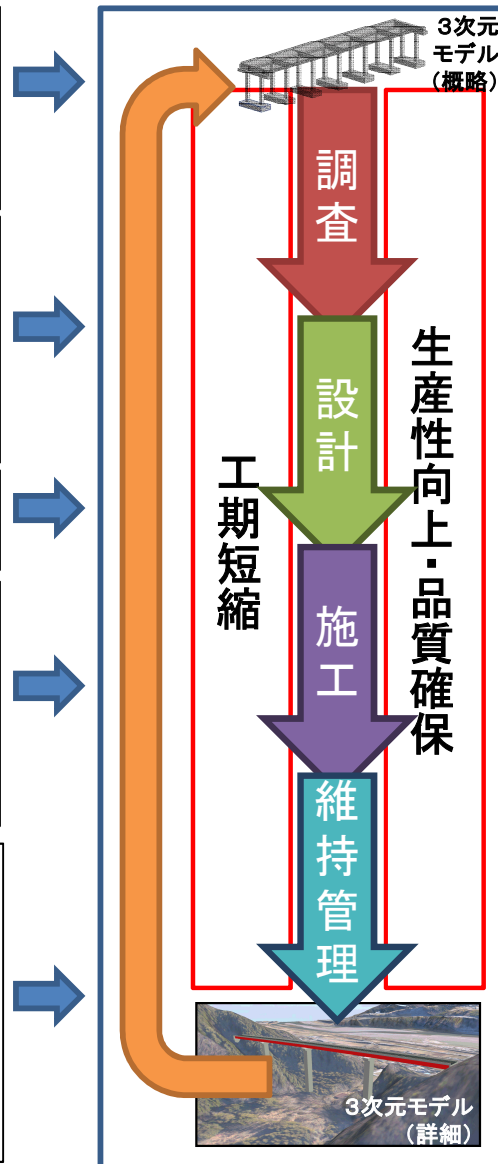 3次元
モデル
(概略)
調査
設計
生産性向上・品質確保
工期短縮
施工
維持管理
3次元モデル
(詳細)